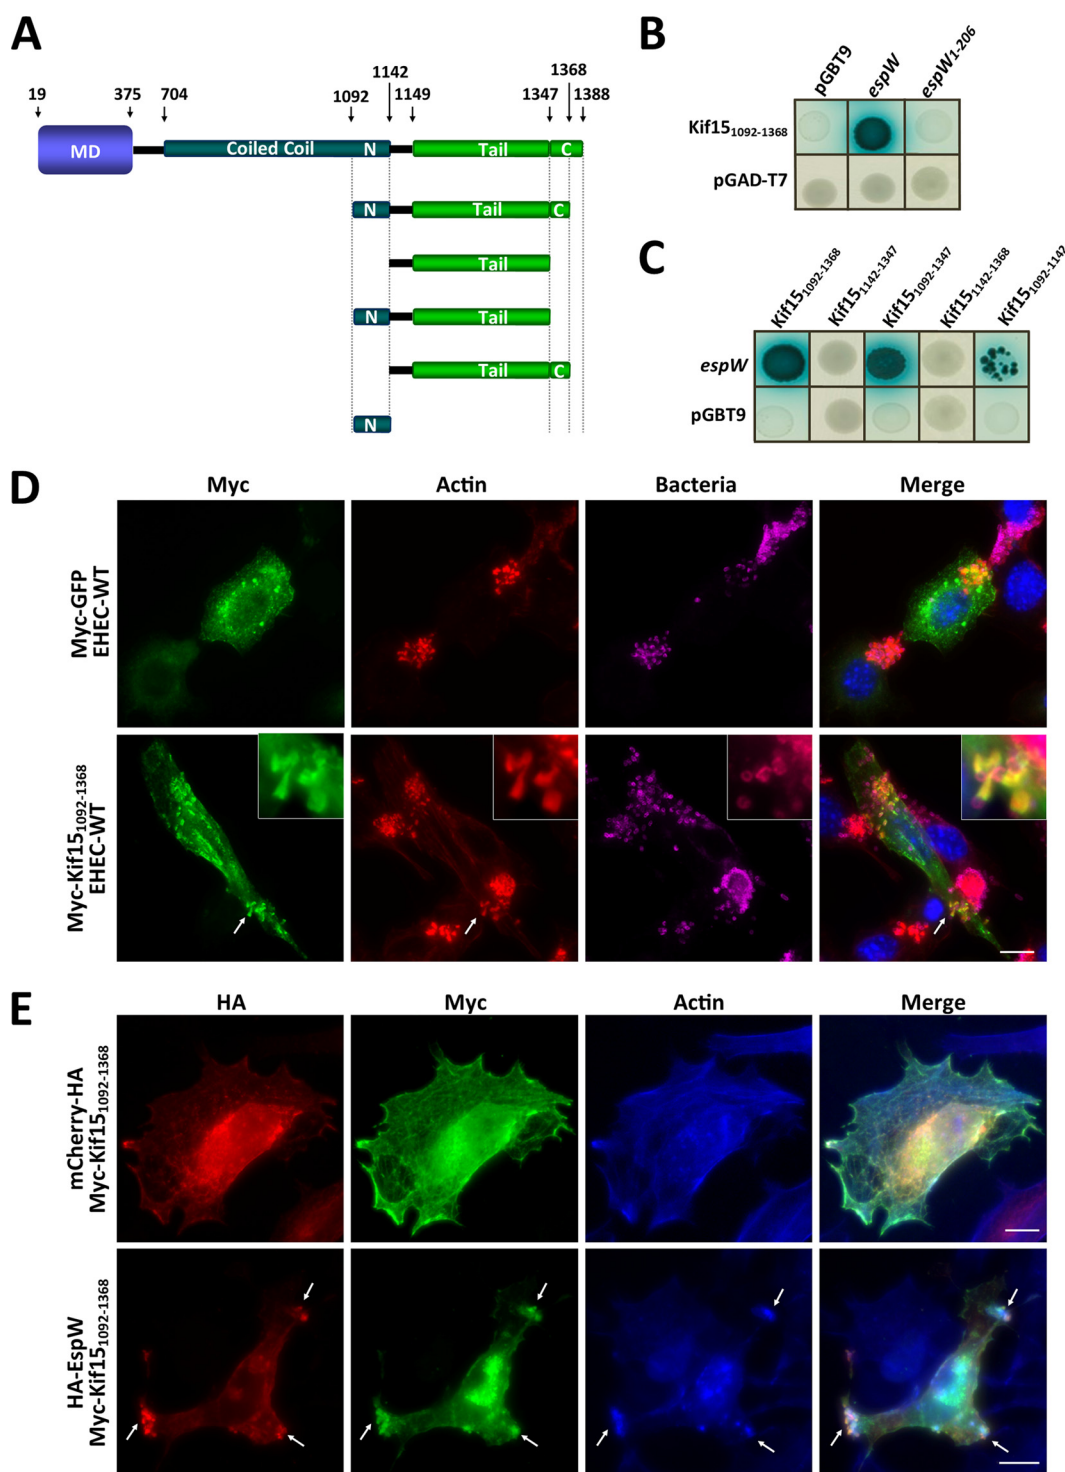 A
19
375
704
1092
1142
1149
1347
1368
1388
MD
Coiled Coil
N
Tail
C
N
Tail
C
Tail
N
Tail
Tail
C
N
B
pGBT9
espW
espW1-206
Kif151092-1368
pGAD-T7
C
Kif151092-1368
Kif151142-1347
Kif151092-1347
Kif151142-1368
Kif151092-1142
espW
pGBT9
D
Myc
Actin
Bacteria
Merge
Myc-GFP
EHEC-WT
Myc-Kif151092-1368
EHEC-WT
E
HA
Myc
Actin
Merge
mCherry-HA
Myc-Kif151092-1368
HA-EspW
Myc-Kif151092-1368